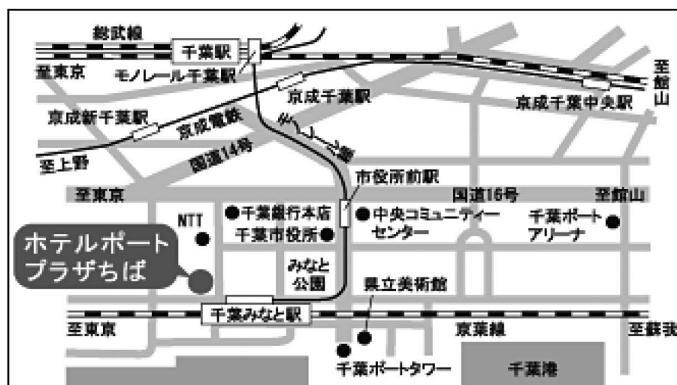 総武線
千葉駅
至東京
モノレール千葉駅
京成千葉駅
至館山
京成千葉中央駅
京成新千葉駅
京成電鉄
モノレール
国道14号
至上野
市役所前駅
至東京
国道16号
至館山
NTT
千葉銀行本店
千葉市役所
中央コミュニティー
センター
千葉ポート
アリーナ
ホテルポート
プラザちば
みなと
公園
県立美術館
千葉みなと駅
至東京
京葉線
至蘇我
千葉ポートタワー
千葉港